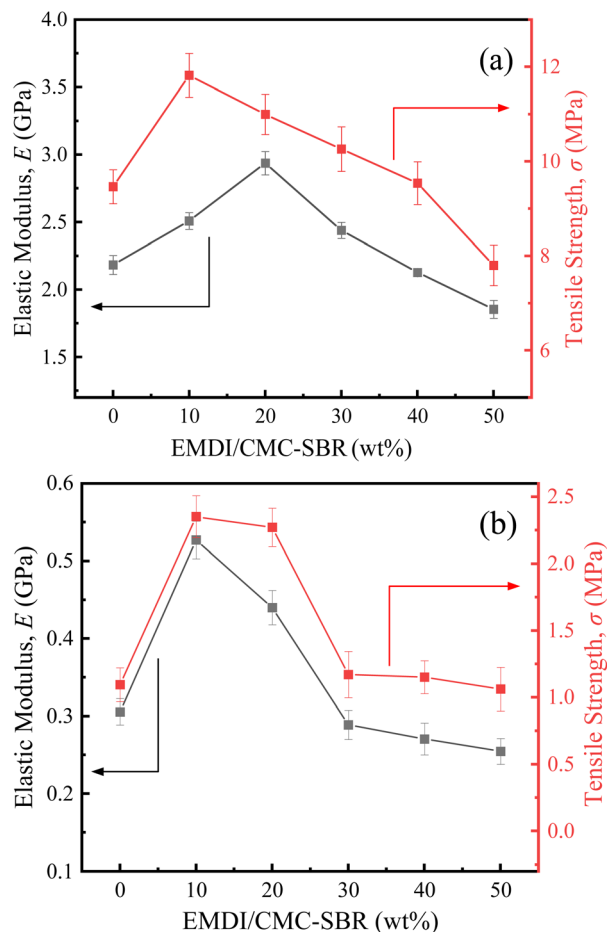 (a)
Elastic Modulus, E (GPa)
4.0
3.5
3.0
2.5
2.0
1.5
12
10
8
6
Tensile Strength, σ (MPa)
0 10 20 30 40 50
EMDI/CMC-SBR (wt%)
(b)
Elastic Modulus, E (GPa)
0.6
0.5
0.4
0.3
0.2
0.1
2.5
2.0
1.5
1.0
0.5
0.0
Tensile Strength, σ (MPa)
0 10 20 30 40 50
EMDI/CMC-SBR (wt%)